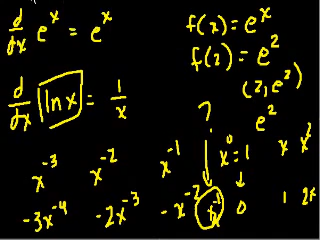 d/dx e^x = e^x
f(x) = e^x
f(2) = e^2
(2, e^2)
e^2
d/dx ln x = 1/x
?
x^-3 x^-2 x^-1 x^0 = 1 x x^2
-3x^-4 -2x^-3 -x^-2 x^-1 0 1 2x